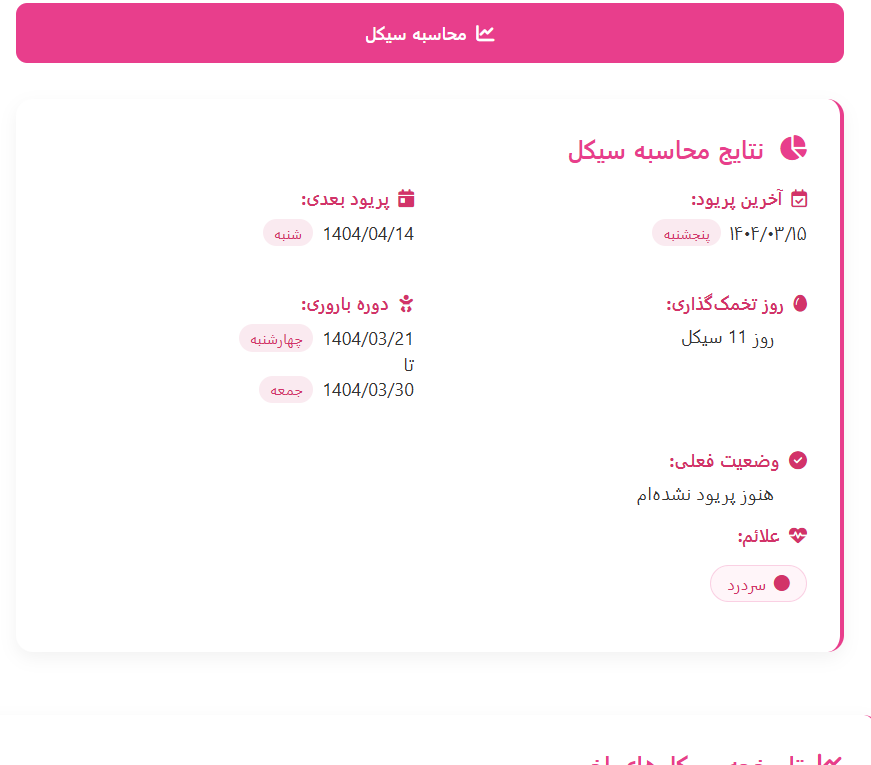 محاسبه سیکل
نتایج محاسبه سیکل
آخرین پریود:
۱۴۰۴/۰۳/۱۵ پنجشنبه
پریود بعدی:
1404/04/14 شنبه
روز تخمک‌گذاری:
روز 11 سیکل
دوره باروری:
1404/03/21 چهارشنبه
تا
1404/03/30 جمعه
وضعیت فعلی:
هنوز پریود نشده‌ام
علائم:
سردرد